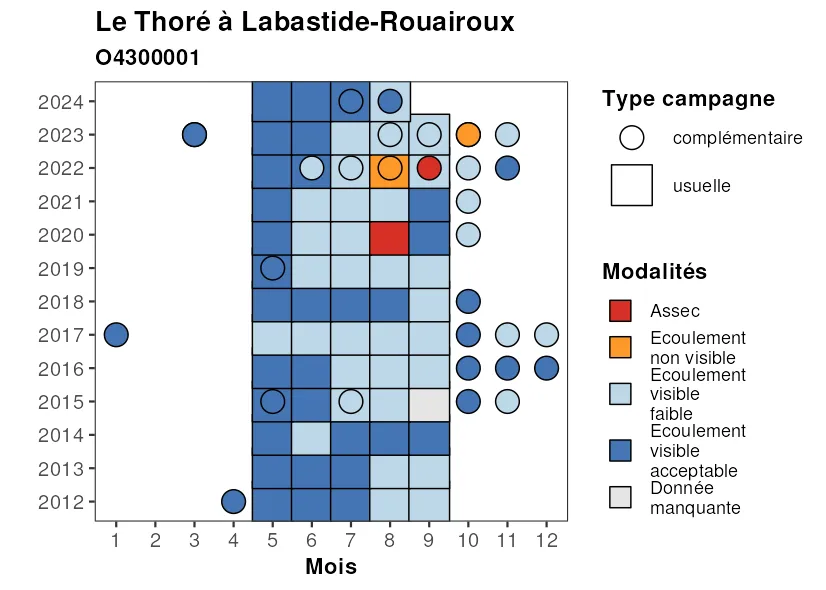 Le Thoré à Labastide-Rouairoux
O4300001
2024
2023
2022
2021
2020
2019
2018
2017
2016
2015
2014
2013
2012
1 2 3 4 5 6 7 8 9 10 11 12
Mois
Type campagne
complémentaire
usuelle
Modalités
Assec
Ecoulement
non visible
Ecoulement
visible
faible
Ecoulement
visible
acceptable
Donnée
manquante